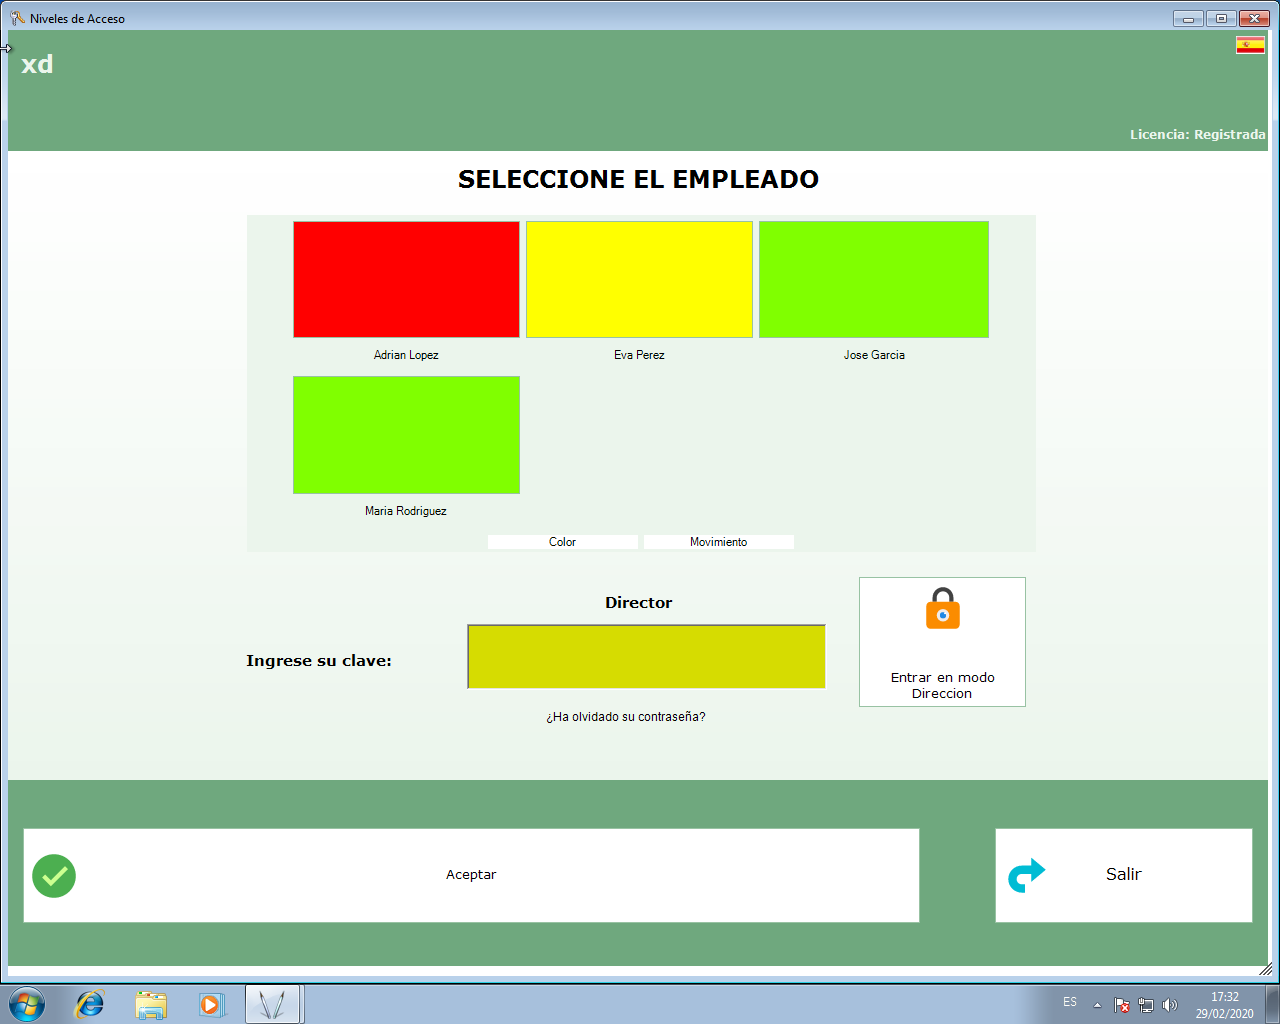 Niveles de Acceso
xd
Licencia: Registrada
SELECCIONE EL EMPLEADO
Adrian Lopez
Eva Perez
Jose Garcia
Maria Rodriguez
Color
Movimiento
Director
Ingrese su clave:
Entrar en modo
Direccion
¿Ha olvidado su contraseña?
Aceptar
Salir
ES
17:32
29/02/2020